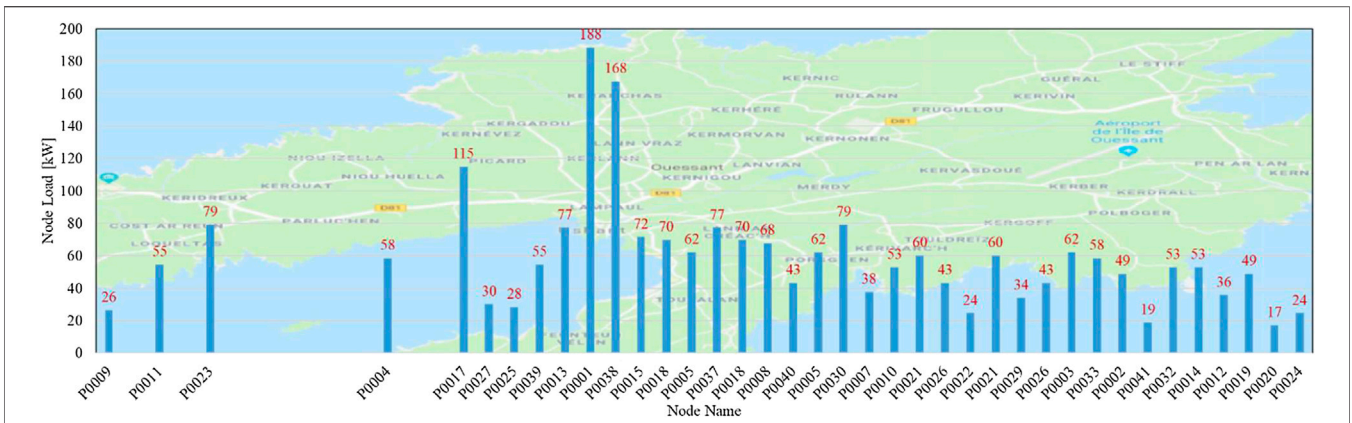 200
180
160
140
120
100
80
60
40
20
0
Node Load [kW]
188
168
115
79
77
72
70
62
77
70
68
62
79
60
60
62
58
26
55
58
30
28
55
43
38
53
43
24
34
43
49
19
53
53
36
49
17
24
LE STIFF
KERNIC
GUÉRAL
RULANN
KERIVIN
KERHÉRÉ
FRUGULLOU
D81
KERGADOU
KERNÉVEZ
KERMORVAN
KERNONEN
Aéroport
de l'Île de
Ouessant
LANN VRAZ
NIOU IZELLA
PICARD
Ouessant
LANVIAN
PEN AR LAN
NIOU HUELLA
KERNIGOU
KERVASDOUÉ
KERN
KERGUAT
MERDY
KERBER
KERDRALL
KERIDREUX
D81
D81
LAMPAUL
POLBOGER
PARLUC'HEN
COST AR REUN
KERGOFF
LOQUELTAS
P0009
P0011
P0023
P0004
P0017
P0027
P0025
P0039
P0013
P0001
P0038
P0015
P0018
P0005
P0037
P0018
P0008
P0040
P0005
P0030
P0007
P0010
P0021
P0026
P0022
P0021
P0029
P0026
P0003
P0033
P0002
P0041
P0032
P0014
P0012
P0019
P0020
P0024
Node Name